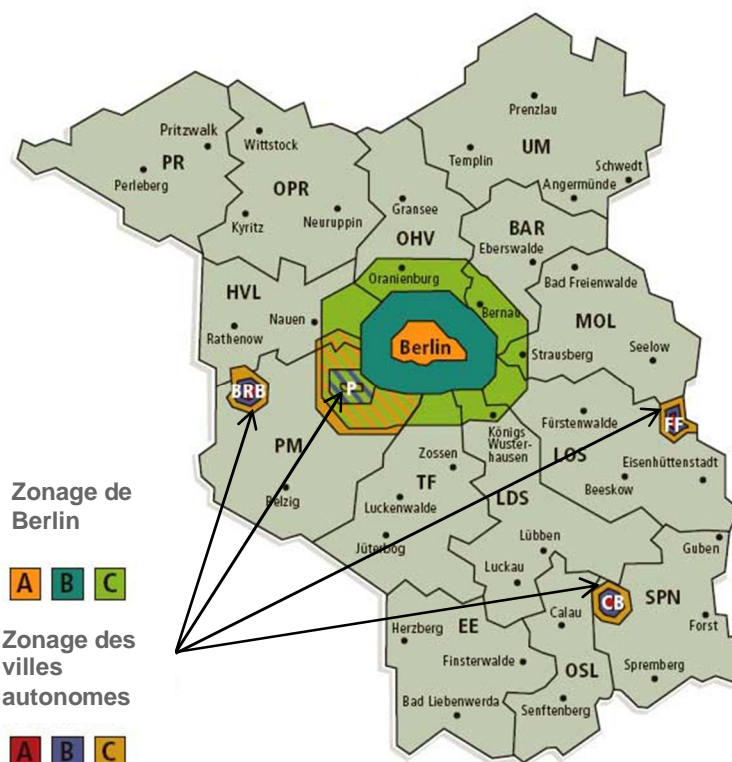 Prenzlau
Pritzwalk
Wittstock
PR
UM
Templin
Schwedt
Perleberg
OPR
Angermünde
Gransee
Kyritz
Neuruppin
BAR
OHV
Eberswalde
Oranienburg
Bad Freienwalde
HVL
Bernau
MOL
Nauen
Rathenow
Berlin
Strausberg
Seelow
BRB
P
Fürstenwalde
FF
Königs
Wuster-
hausen
PM
LOS
Zossen
Eisenhüttenstadt
TF
Beeskow
Belzig
LDS
Luckenwalde
Zonage de
Berlin
Jüterbog
Lübben
Guben
A B C
Luckau
CB
SPN
Calau
Forst
Zonage des
villes
autonomes
Herzberg
EE
Finsterwalde
OSL
Spremberg
Bad Liebenwerda
Senftenberg
A B C